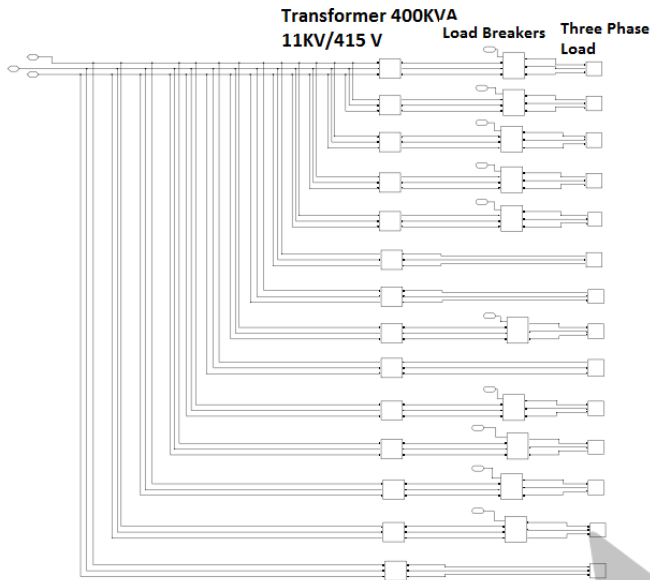 Transformer 400KVA
11KV/415 V
Load Breakers
Three Phase
Load